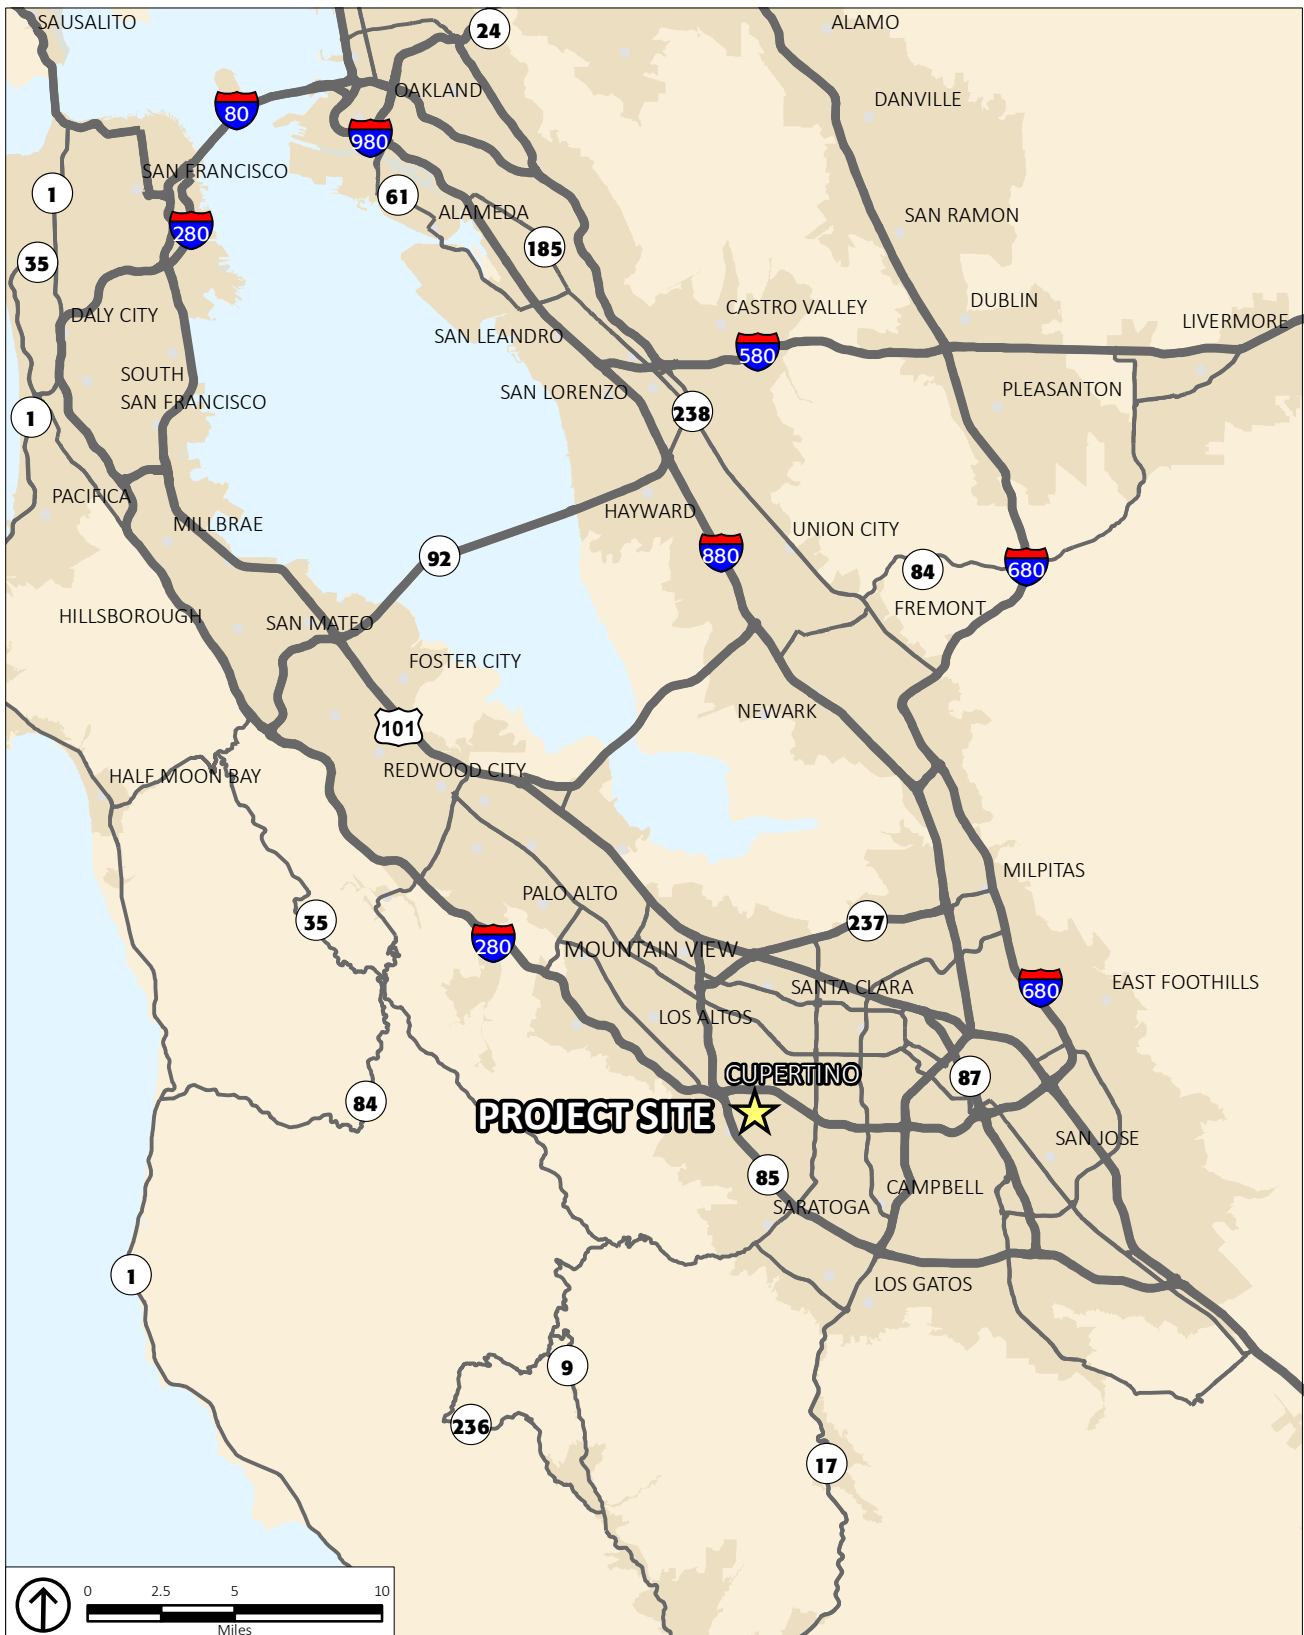 SAUSALITO
24
ALAMO
OAKLAND
DANVILLE
80
980
SAN FRANCISCO
1
61
ALAMEDA
SAN RAMON
280
185
35
DUBLIN
CASTRO VALLEY
DALY CITY
LIVERMORE
SAN LEANDRO
580
SOUTH
SAN FRANCISCO
SAN LORENZO
PLEASANTON
238
1
PACIFICA
HAYWARD
MILLBRAE
UNION CITY
92
880
84
680
FREMONT
HILLSBOROUGH
SAN MATEO
FOSTER CITY
NEWARK
101
REDWOOD CITY
HALF MOON BAY
MILPITAS
PALO ALTO
35
237
280
MOUNTAIN VIEW
SANTA CLARA
680
EAST FOOTHILLS
LOS ALTOS
CUPERTINO
87
84
PROJECT SITE
SAN JOSE
85
CAMPBELL
SARATOGA
1
LOS GATOS
9
236
17
0 2.5 5 10
Miles